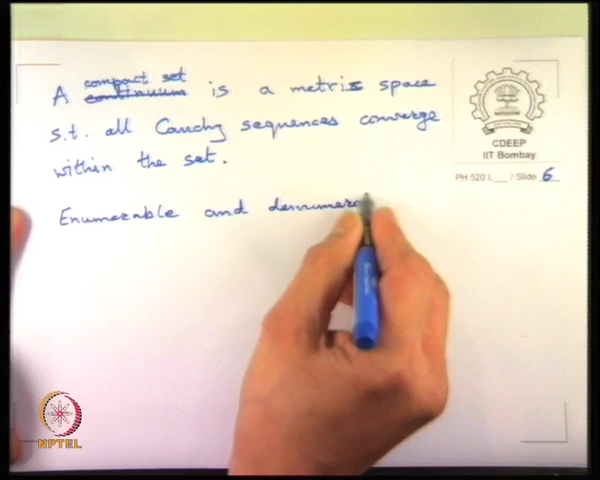 A compact set continuum is a metric space
s.t. all Cauchy sequences converge
within the set.
Enumerable and denumera
CDEEP
IIT Bombay
PH 520 L___ / Slide 6
NPTEL